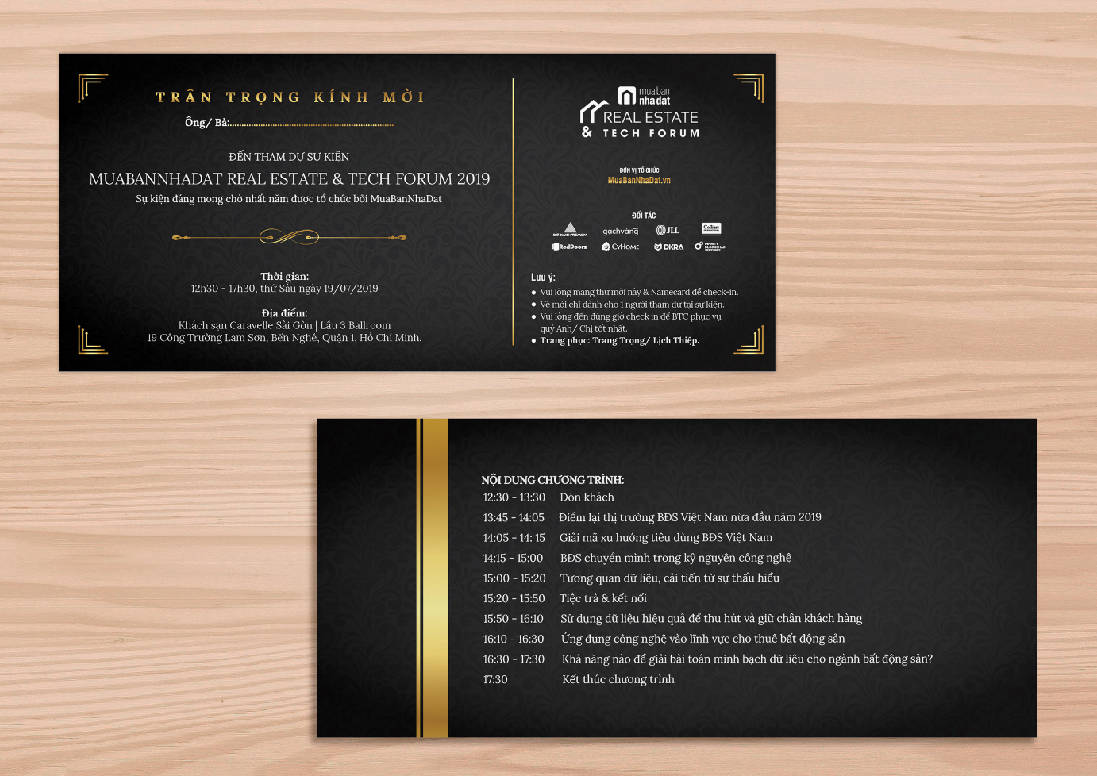 TRÂN TRỌNG KÍNH MỜI
Ông/ Bà:
ĐẾN THAM DỰ SỰ KIỆN
MUABANNHADAT REAL ESTATE & TECH FORUM 2019
Sự kiện đáng mong chờ nhất năm được tổ chức bởi MuaBanNhaDat
Thời gian:
12h30 - 17h30, thứ Sáu ngày 19/07/2019
Địa điểm:
Khách sạn Caravelle Sài Gòn | Lầu 3 Ballroom
19 Công Trường Lam Sơn, Bến Nghé, Quận 1, Hồ Chí Minh.
muaban
nhadat
REAL ESTATE
& TECH FORUM
ĐƠN VỊ TỔ CHỨC
MuaBanNhaDat.vn
ĐỐI TÁC
gachvàng JLL Colliers
RedDoorz CyHome DKRA
Lưu ý:
● Vui lòng mang thư mời này & Namecard để check-in.
● Vé mời chỉ dành cho 1 người tham dự tại sự kiện.
● Vui lòng đến đúng giờ check in để BTC phục vụ
quý Anh/ Chị tốt nhất.
● Trang phục: Trang Trọng/ Lịch Thiệp.
NỘI DUNG CHƯƠNG TRÌNH:
12:30 - 13:30 Đón khách
13:45 - 14:05 Điểm lại thị trường BĐS Việt Nam nửa đầu năm 2019
14:05 - 14:15 Giải mã xu hướng tiêu dùng BĐS Việt Nam
14:15 - 15:00 BĐS chuyển mình trong kỷ nguyên công nghệ
15:00 - 15:20 Tương quan dữ liệu, cải tiến từ sự thấu hiểu
15:20 - 15:50 Tiệc trà & kết nối
15:50 - 16:10 Sử dụng dữ liệu hiệu quả để thu hút và giữ chân khách hàng
16:10 - 16:30 Ứng dụng công nghệ vào lĩnh vực cho thuê bất động sản
16:30 - 17:30 Khả năng nào để giải bài toán minh bạch dữ liệu cho ngành bất động sản?
17:30 Kết thúc chương trình